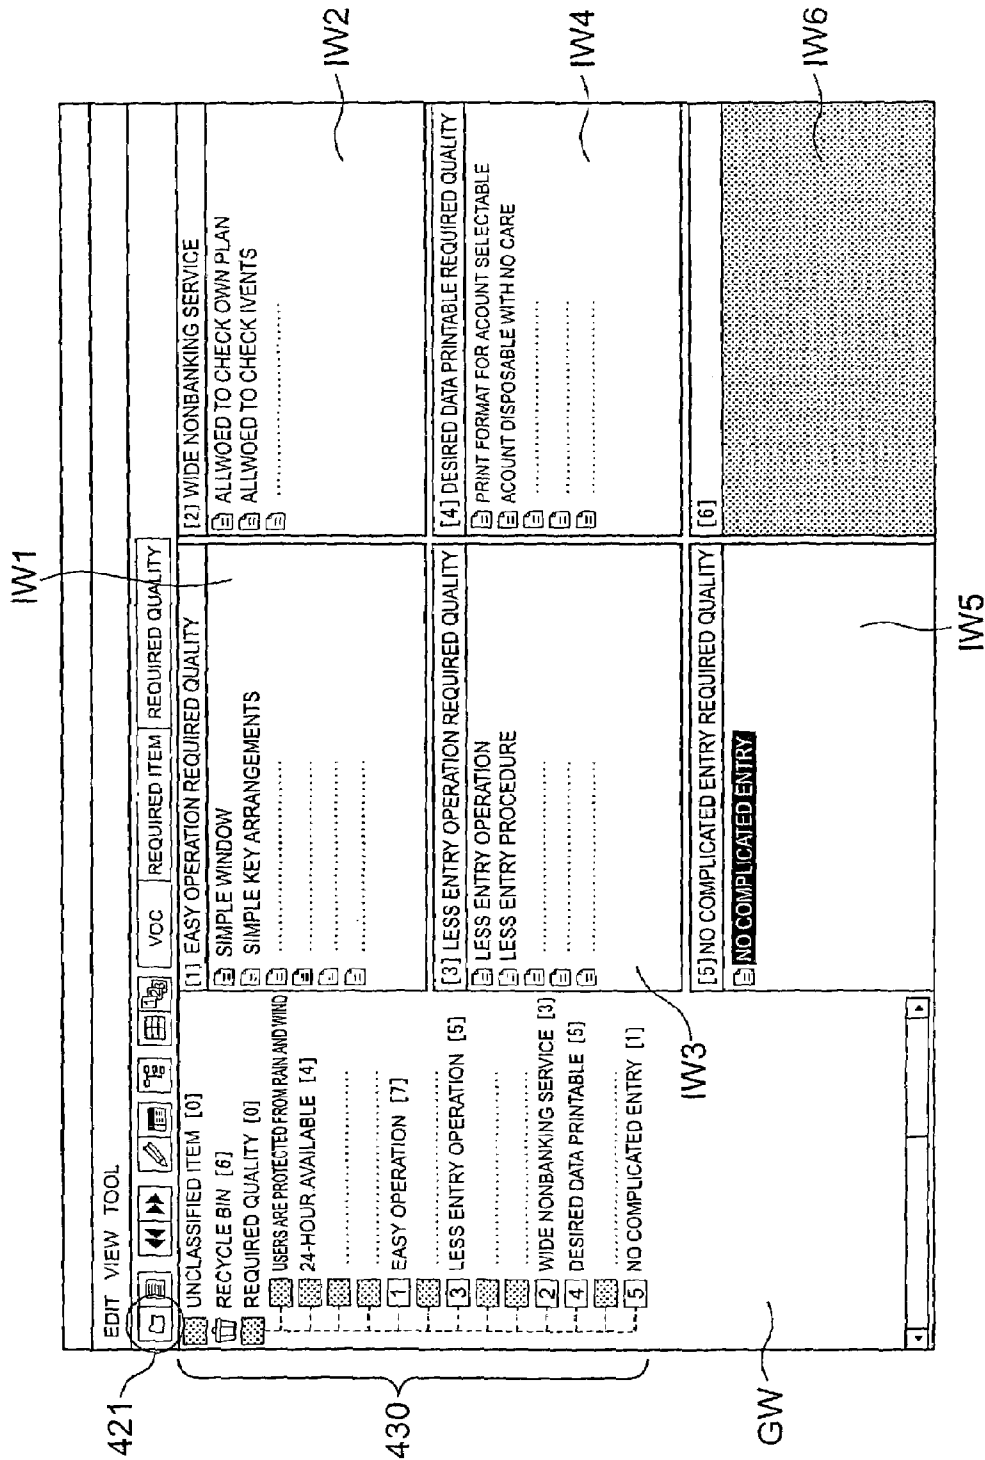 421
EDIT VIEW TOOL
VOC
REQUIRED ITEM
REQUIRED QUALITY
430
UNCLASSIFIED ITEM [0]
RECYCLE BIN [6]
REQUIRED QUALITY [0]
USERS ARE PROTECTED FROM RAIN AND WIND
24-HOUR AVAILABLE [4]
1 EASY OPERATION [7]
3 LESS ENTRY OPERATION [5]
2 WIDE NONBANKING SERVICE [3]
4 DESIRED DATA PRINTABLE [5]
5 NO COMPLICATED ENTRY [1]
GW
IW1
[1] EASY OPERATION REQUIRED QUALITY
SIMPLE WINDOW
SIMPLE KEY ARRANGEMENTS
[2] WIDE NONBANKING SERVICE
ALLWOED TO CHECK OWN PLAN
ALLWOED TO CHECK IVENTS
IW2
[3] LESS ENTRY OPERATION REQUIRED QUALITY
LESS ENTRY OPERATION
LESS ENTRY PROCEDURE
IW3
[4] DESIRED DATA PRINTABLE REQUIRED QUALITY
PRINT FORMAT FOR ACOUNT SELECTABLE
ACOUNT DISPOSABLE WITH NO CARE
IW4
[5] NO COMPLICATED ENTRY REQUIRED QUALITY
NO COMPLICATED ENTRY
IW5
[6]
IW6